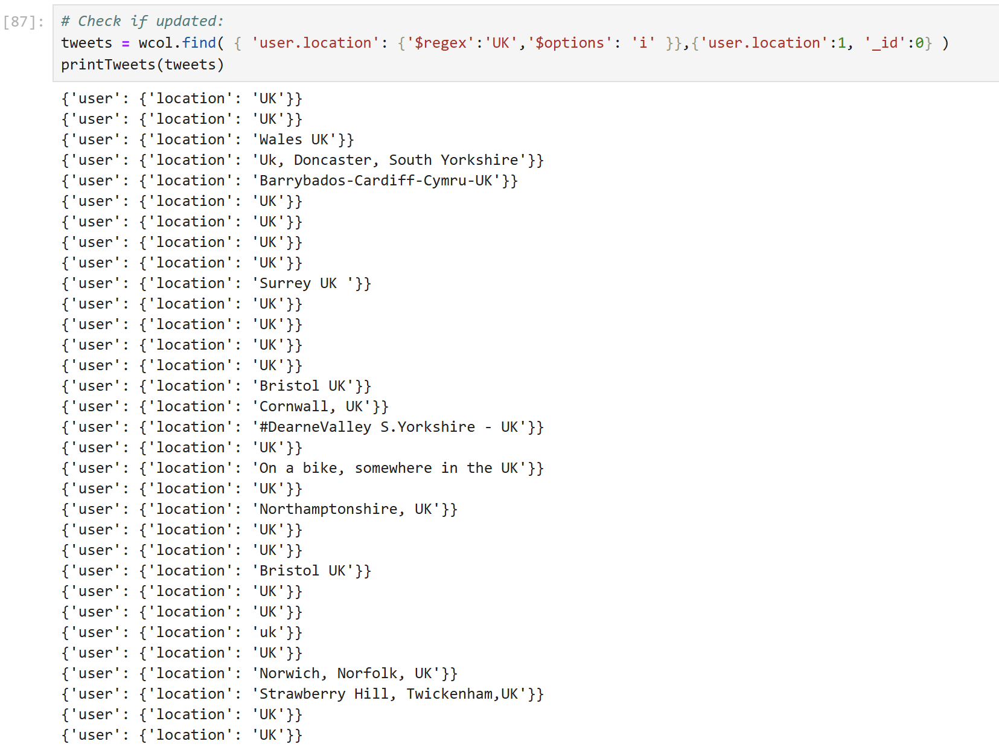 [87]:
# Check if updated:
tweets = wcol.find( { 'user.location': {'$regex':'UK','$options': 'i' }},{'user.location':1, '_id':0} )
printTweets(tweets)
{'user': {'location': 'UK'}}
{'user': {'location': 'UK'}}
{'user': {'location': 'Wales UK'}}
{'user': {'location': 'Uk, Doncaster, South Yorkshire'}}
{'user': {'location': 'Barrybados-Cardiff-Cymru-UK'}}
{'user': {'location': 'UK'}}
{'user': {'location': 'UK'}}
{'user': {'location': 'UK'}}
{'user': {'location': 'UK'}}
{'user': {'location': 'Surrey UK '}}
{'user': {'location': 'UK'}}
{'user': {'location': 'UK'}}
{'user': {'location': 'UK'}}
{'user': {'location': 'UK'}}
{'user': {'location': 'Bristol UK'}}
{'user': {'location': 'Cornwall, UK'}}
{'user': {'location': '#DearneValley S.Yorkshire - UK'}}
{'user': {'location': 'UK'}}
{'user': {'location': 'On a bike, somewhere in the UK'}}
{'user': {'location': 'UK'}}
{'user': {'location': 'Northamptonshire, UK'}}
{'user': {'location': 'UK'}}
{'user': {'location': 'UK'}}
{'user': {'location': 'Bristol UK'}}
{'user': {'location': 'UK'}}
{'user': {'location': 'UK'}}
{'user': {'location': 'uk'}}
{'user': {'location': 'UK'}}
{'user': {'location': 'Norwich, Norfolk, UK'}}
{'user': {'location': 'Strawberry Hill, Twickenham,UK'}}
{'user': {'location': 'UK'}}
{'user': {'location': 'UK'}}